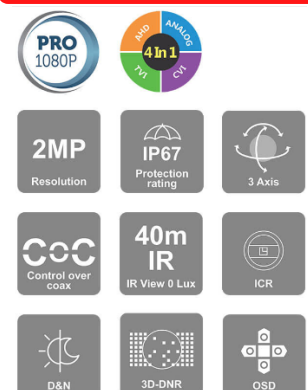 PRO
1080P
AHD
ANALOG
4In1
TVI
CVI
2MP
Resolution
IP67
Protection
rating
3 Axis
CoC
Control over
coax
40m
IR
IR View 0 Lux
ICR
D&N
3D-DNR
OSD